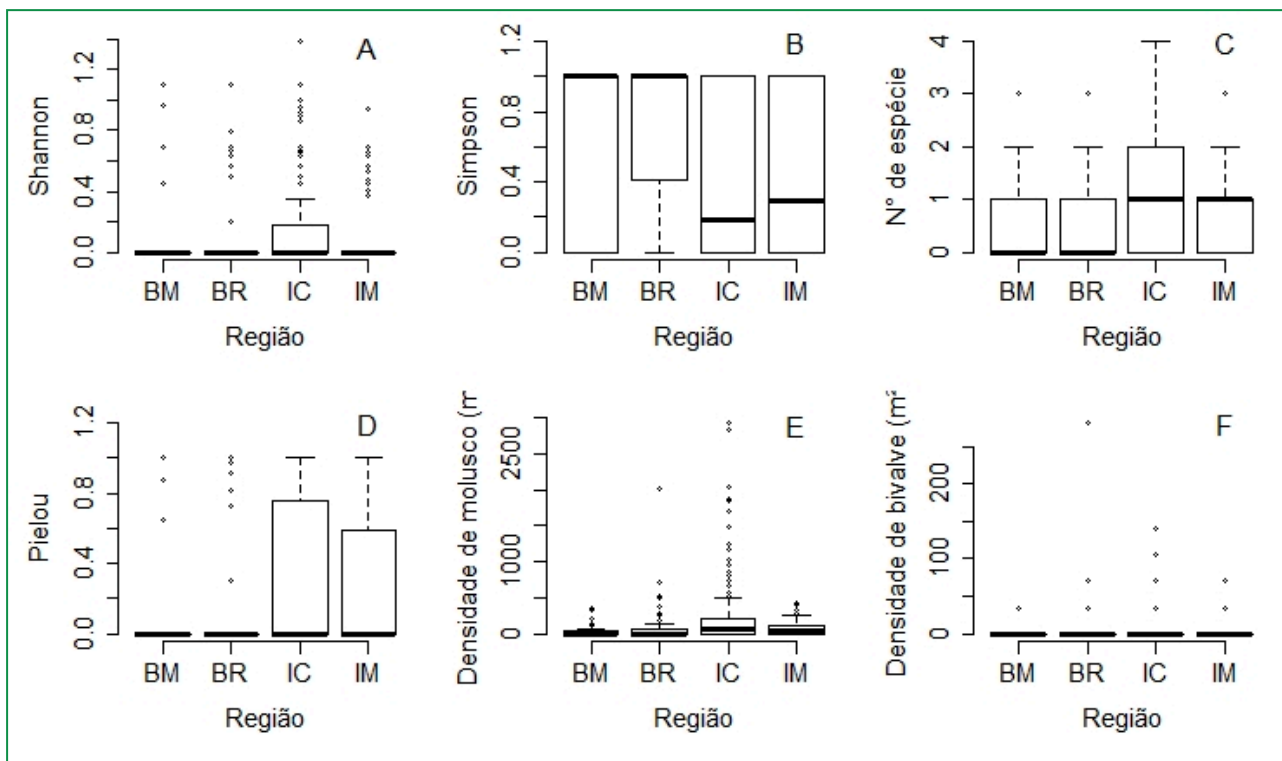 A
Shannon
0.0 0.4 0.8 1.2
BM BR IC IM
Região
B
Simpson
0.0 0.4 0.8 1.2
BM BR IC IM
Região
C
N° de espécie
0 1 2 3 4
BM BR IC IM
Região
D
Pielou
0.0 0.4 0.8 1.2
BM BR IC IM
Região
E
Densidade de molusco (m
0 1000 2500
BM BR IC IM
Região
F
Densidade de bivalve (m²
0 100 200
BM BR IC IM
Região